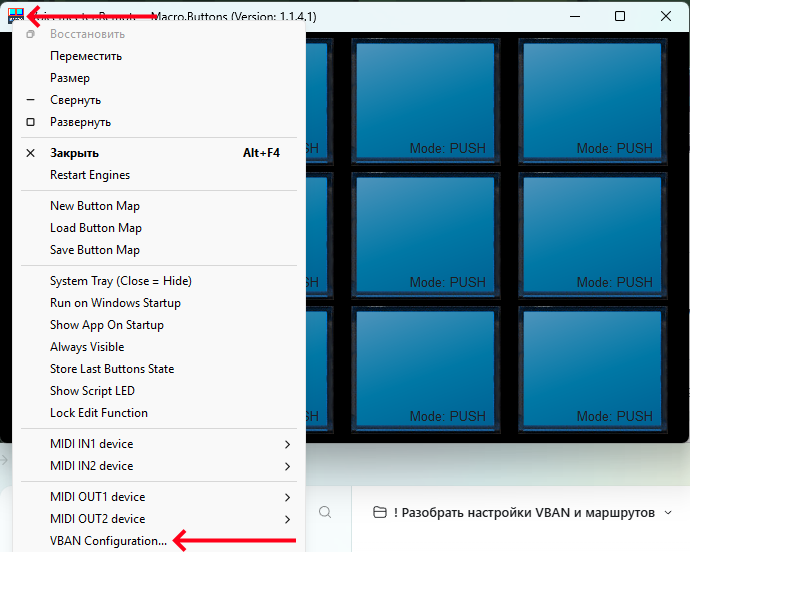 Macro.Buttons (Version: 1.1.4.1)
Восстановить
Переместить
Размер
Свернуть
Развернуть
Закрыть Alt+F4
Restart Engines
New Button Map
Load Button Map
Save Button Map
System Tray (Close = Hide)
Run on Windows Startup
Show App On Startup
Always Visible
Store Last Buttons State
Show Script LED
Lock Edit Function
MIDI IN1 device
MIDI IN2 device
MIDI OUT1 device
MIDI OUT2 device
VBAN Configuration...
SH Mode: PUSH Mode: PUSH
SH Mode: PUSH Mode: PUSH
SH Mode: PUSH Mode: PUSH
! Разобрать настройки VBAN и маршрутов